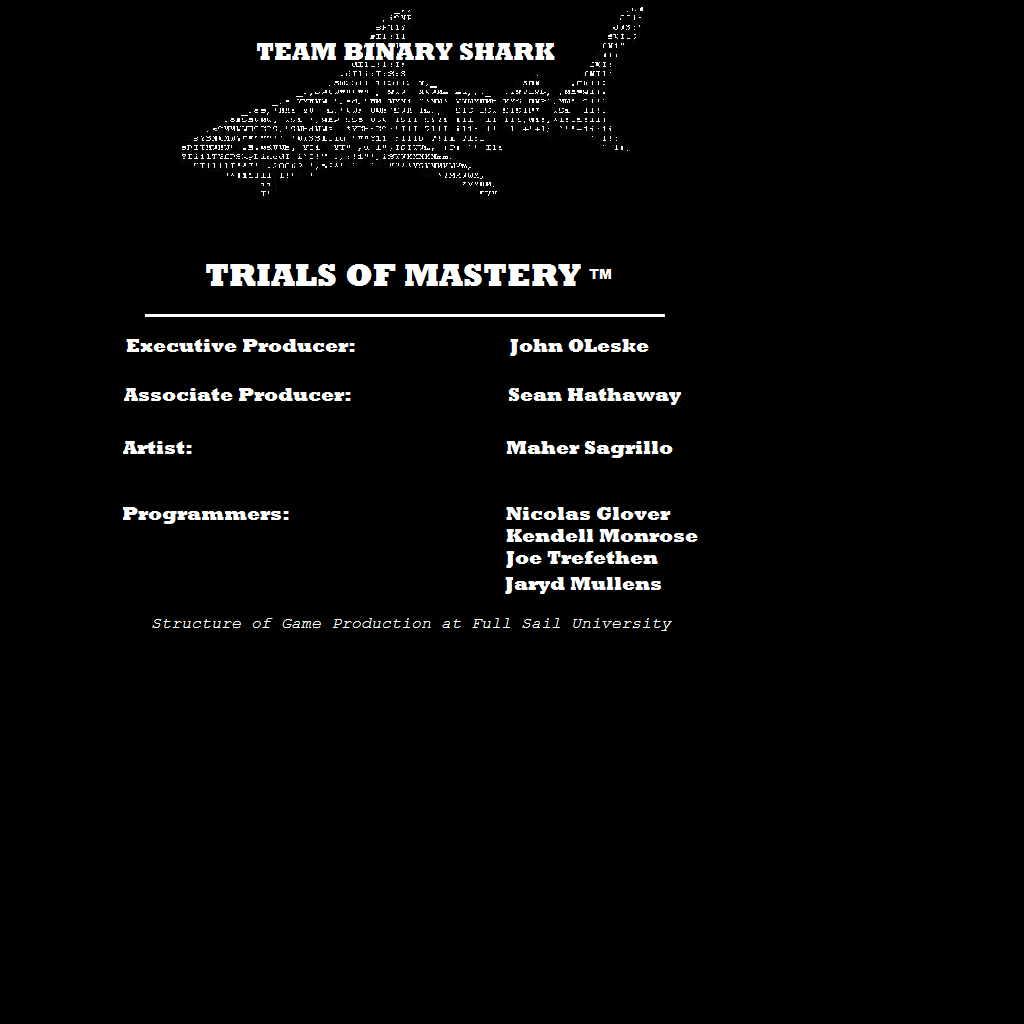 TEAM BINARY SHARK
TRIALS OF MASTERY ™
Executive Producer: John OLeske
Associate Producer: Sean Hathaway
Artist: Maher Sagrillo
Programmers: Nicolas Glover
Kendell Monrose
Joe Trefethen
Jaryd Mullens
Structure of Game Production at Full Sail University